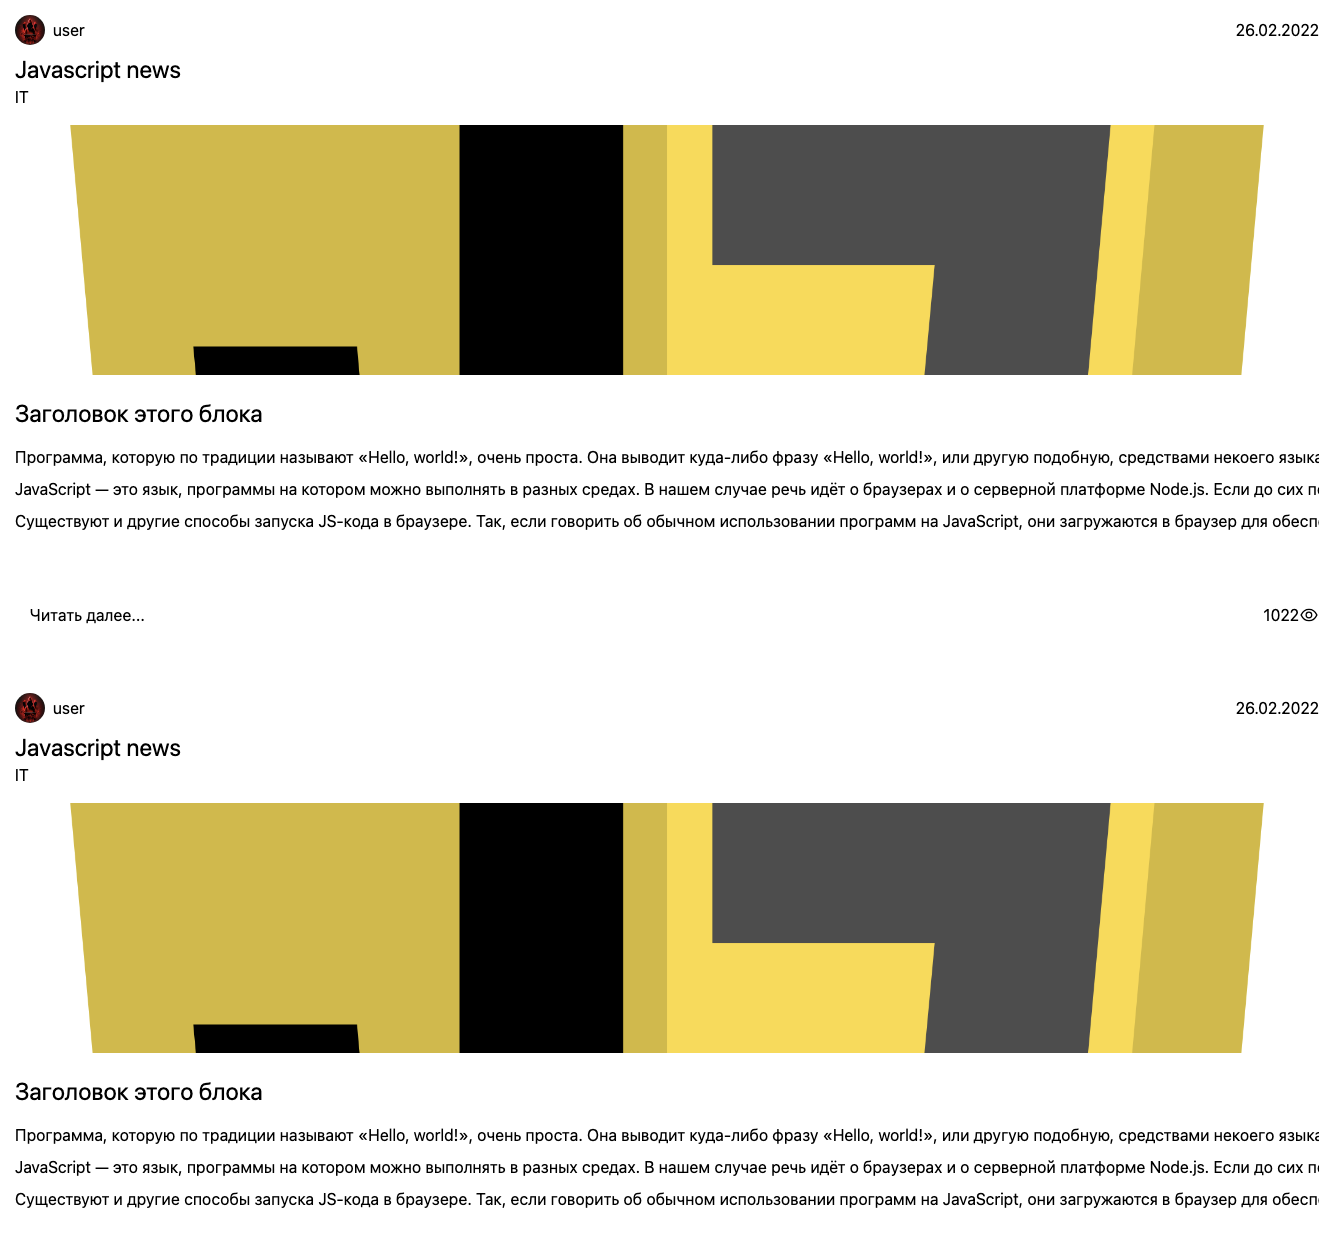 user 26.02.2022
Javascript news
IT
Заголовок этого блока
Программа, которую по традиции называют «Hello, world!», очень проста. Она выводит куда-либо фразу «Hello, world!», или другую подобную, средствами некоего языка
JavaScript — это язык, программы на котором можно выполнять в разных средах. В нашем случае речь идёт о браузерах и о серверной платформе Node.js. Если до сих
Существуют и другие способы запуска JS-кода в браузере. Так, если говорить об обычном использовании программ на JavaScript, они загружаются в браузер для
Читать далее... 1022
user 26.02.2022
Javascript news
IT
Заголовок этого блока
Программа, которую по традиции называют «Hello, world!», очень проста. Она выводит куда-либо фразу «Hello, world!», или другую подобную, средствами некоего языка
JavaScript — это язык, программы на котором можно выполнять в разных средах. В нашем случае речь идёт о браузерах и о серверной платформе Node.js. Если до сих
Существуют и другие способы запуска JS-кода в браузере. Так, если говорить об обычном использовании программ на JavaScript, они загружаются в браузер для